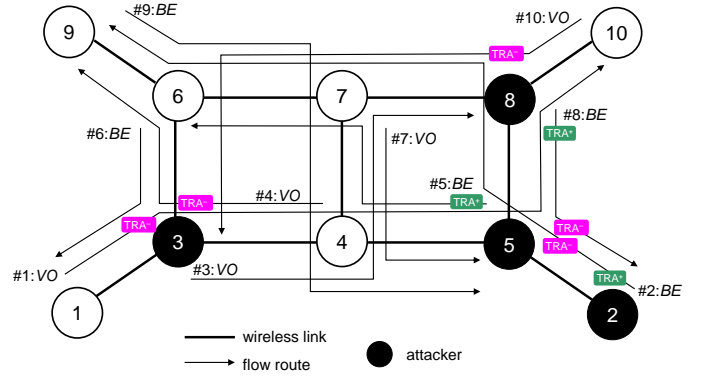 #9:BE
#10:VO
9
10
TRA⁻
6
7
8
#8:BE
TRA⁺
#6:BE
#7:VO
#5:BE
#4:VO
TRA⁻
TRA⁺
TRA⁻
TRA⁻
TRA⁻
3
4
5
#3:VO
#1:VO
TRA⁺
#2:BE
1
2
wireless link
flow route
attacker